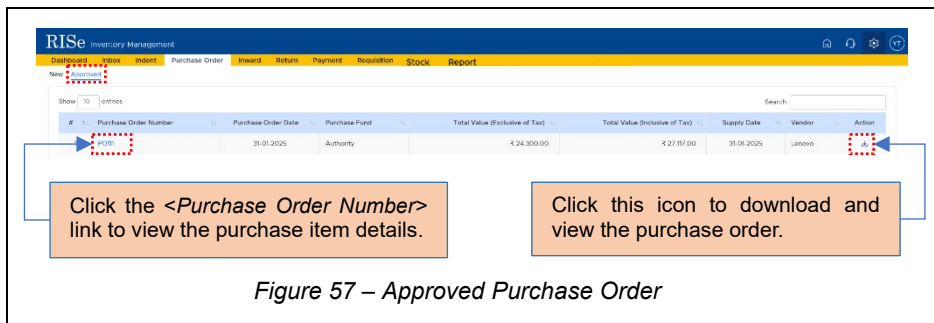 RISe Inventory Management YT
Dashboard Inbox Indent Purchase Order Inward Return Payment Requisition Stock Report
New Approved
Show 10 entries Search:
# Purchase Order Number Purchase Order Date Purchase Fund Total Value (Exclusive of Tax) Total Value (Inclusive of Tax) Supply Date Vendor Action
PO111 31-01-2025 Authority ₹ 24,300.00 ₹ 27,117.00 31-01-2025 Lenovo
Click the <Purchase Order Number>
link to view the purchase item details.
Click this icon to download and
view the purchase order.
Figure 57 – Approved Purchase Order